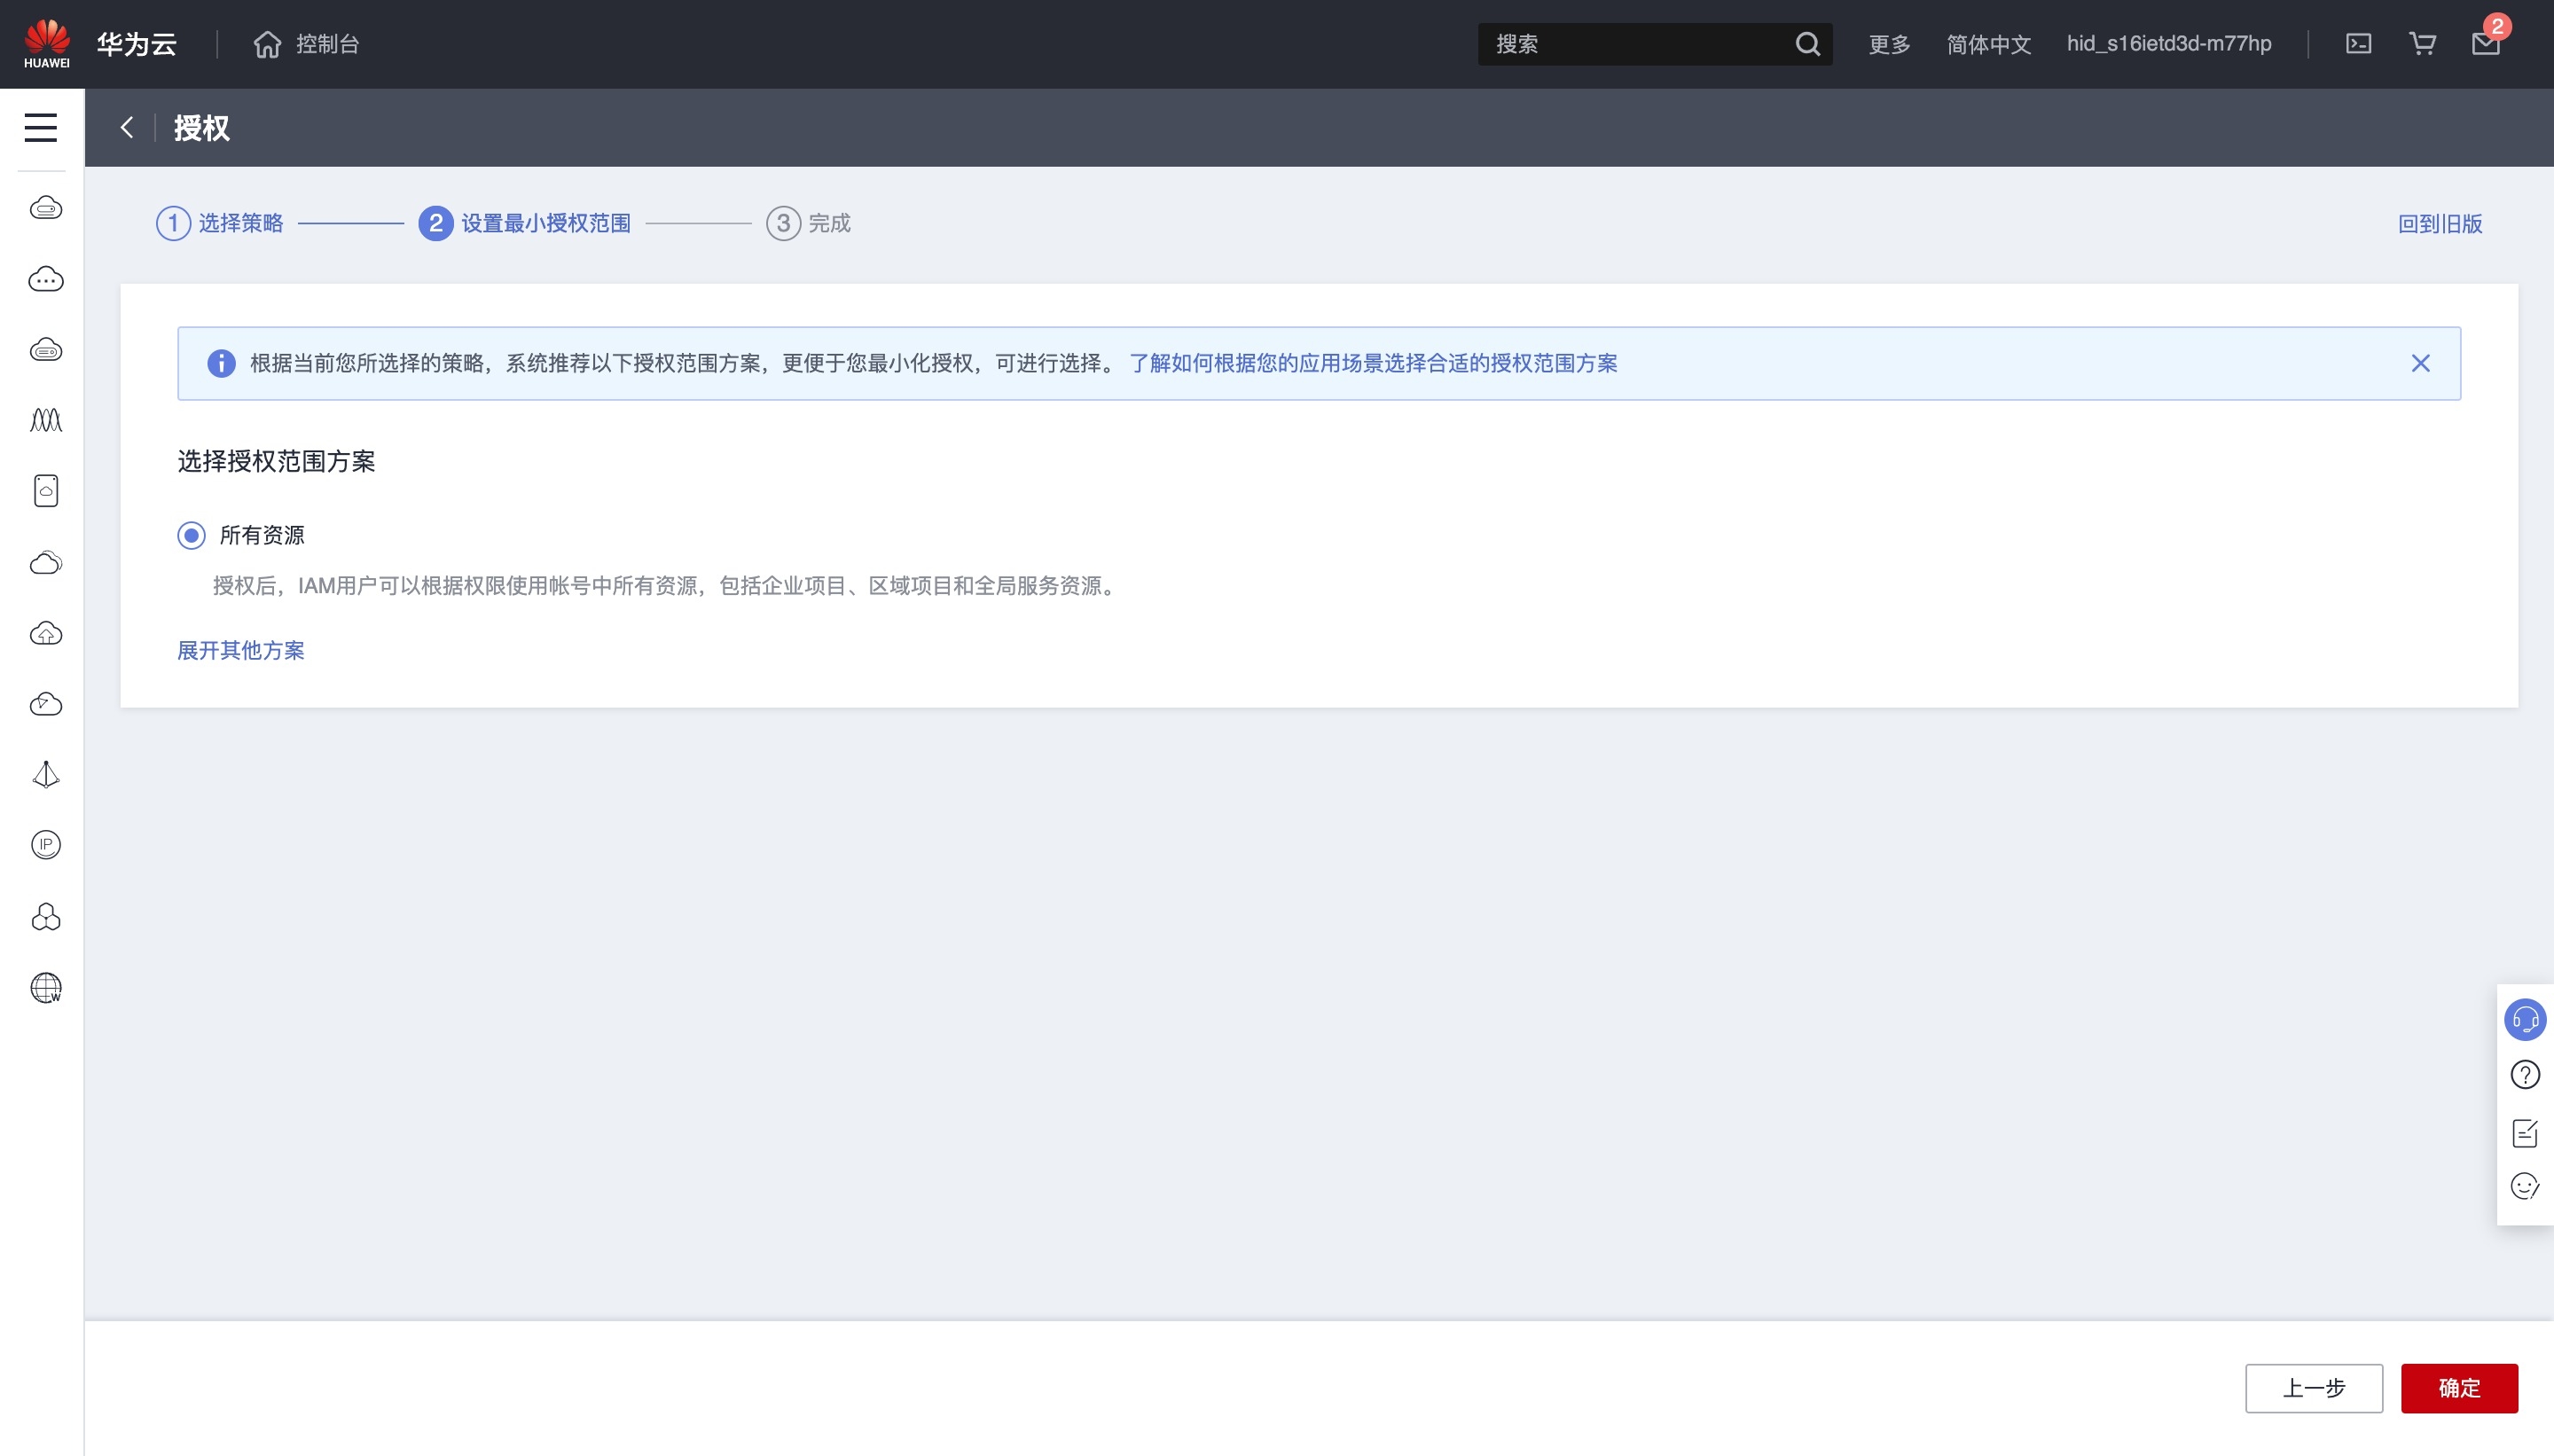 HUAWEI
华为云
控制台
搜索
更多
简体中文
hid_s16ietd3d-m77hp
2
授权
1 选择策略
2 设置最小授权范围
3 完成
回到旧版
根据当前您所选择的策略，系统推荐以下授权范围方案，更便于您最小化授权，可进行选择。 了解如何根据您的应用场景选择合适的授权范围方案
选择授权范围方案
所有资源
授权后，IAM用户可以根据权限使用帐号中所有资源，包括企业项目、区域项目和全局服务资源。
展开其他方案
IP
W
上一步
确定